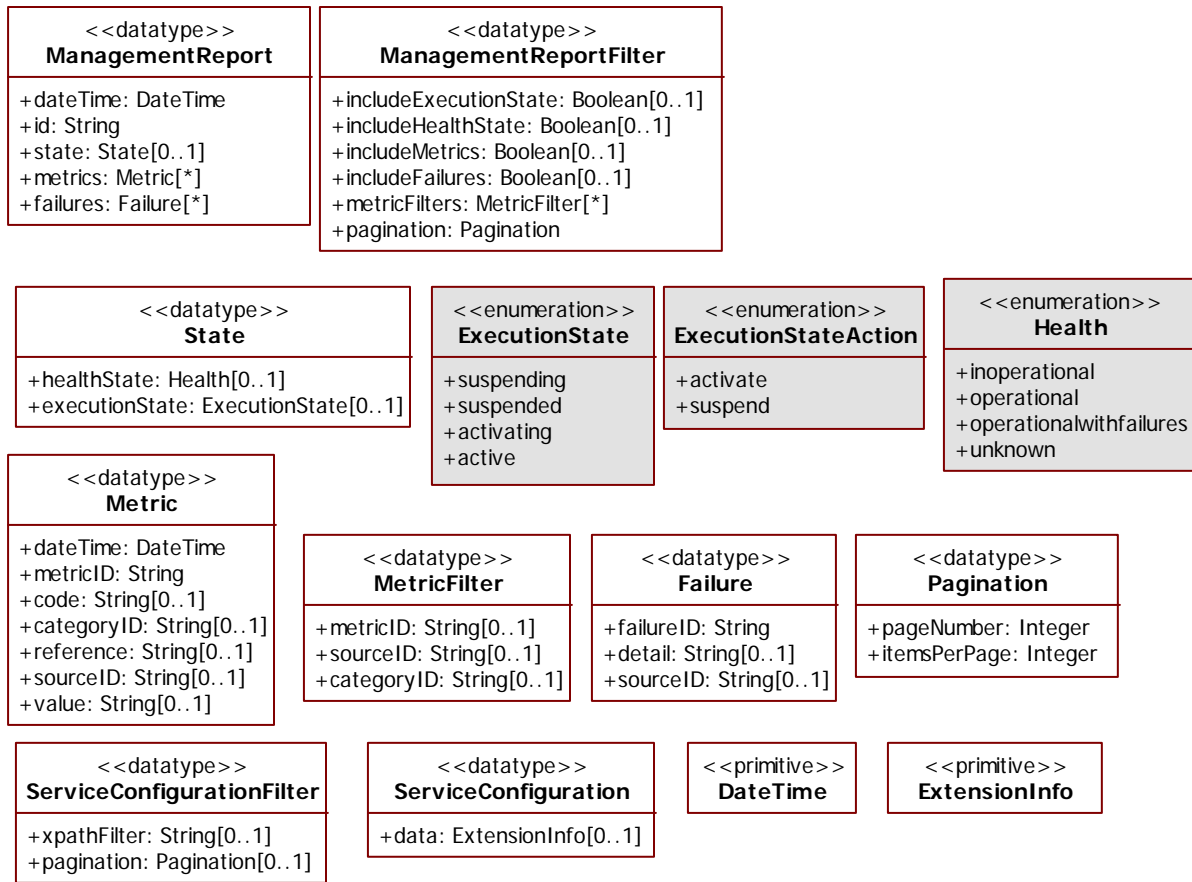 <<datatype>>
ManagementReport
+dateTime: DateTime
+id: String
+state: State[0..1]
+metrics: Metric[*]
+failures: Failure[*]
<<datatype>>
ManagementReportFilter
+includeExecutionState: Boolean[0..1]
+includeHealthState: Boolean[0..1]
+includeMetrics: Boolean[0..1]
+includeFailures: Boolean[0..1]
+metricFilters: MetricFilter[*]
+pagination: Pagination
<<datatype>>
State
+healthState: Health[0..1]
+executionState: ExecutionState[0..1]
<<enumeration>>
ExecutionState
+suspending
+suspended
+activating
+active
<<enumeration>>
ExecutionStateAction
+activate
+suspend
<<enumeration>>
Health
+inoperational
+operational
+operationalwithfailures
+unknown
<<datatype>>
Metric
+dateTime: DateTime
+metricID: String
+code: String[0..1]
+categoryID: String[0..1]
+reference: String[0..1]
+sourceID: String[0..1]
+value: String[0..1]
<<datatype>>
MetricFilter
+metricID: String[0..1]
+sourceID: String[0..1]
+categoryID: String[0..1]
<<datatype>>
Failure
+failureID: String
+detail: String[0..1]
+sourceID: String[0..1]
<<datatype>>
Pagination
+pageNumber: Integer
+itemsPerPage: Integer
<<datatype>>
ServiceConfigurationFilter
+xpathFilter: String[0..1]
+pagination: Pagination[0..1]
<<datatype>>
ServiceConfiguration
+data: ExtensionInfo[0..1]
<<primitive>>
DateTime
<<primitive>>
ExtensionInfo